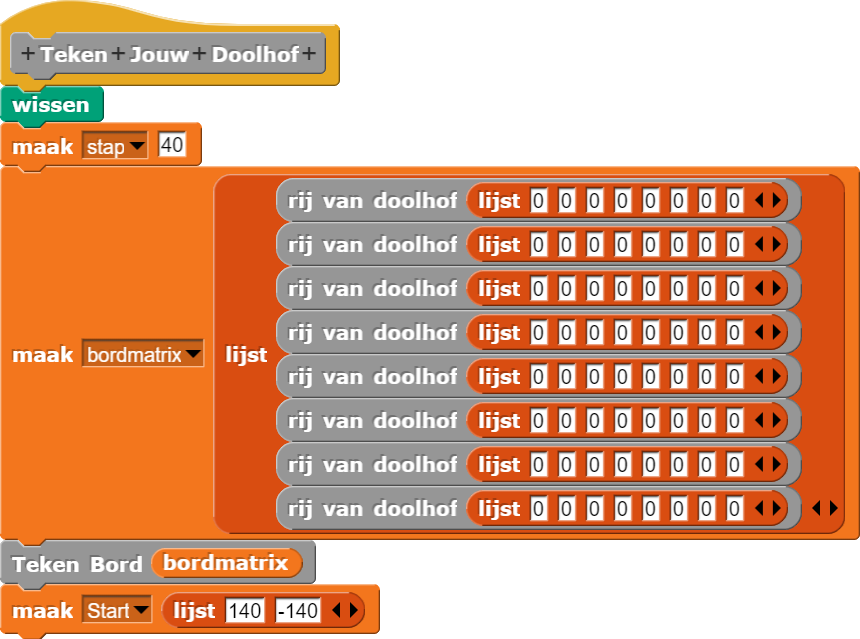 + Teken + Jouw + Doolhof +
wissen
maak stap 40
rij van doolhof lijst 0 0 0 0 0 0 0 0
rij van doolhof lijst 0 0 0 0 0 0 0 0
rij van doolhof lijst 0 0 0 0 0 0 0 0
rij van doolhof lijst 0 0 0 0 0 0 0 0
maak bordmatrix lijst
rij van doolhof lijst 0 0 0 0 0 0 0 0
rij van doolhof lijst 0 0 0 0 0 0 0 0
rij van doolhof lijst 0 0 0 0 0 0 0 0
rij van doolhof lijst 0 0 0 0 0 0 0 0
Teken Bord bordmatrix
maak Start lijst 140 -140